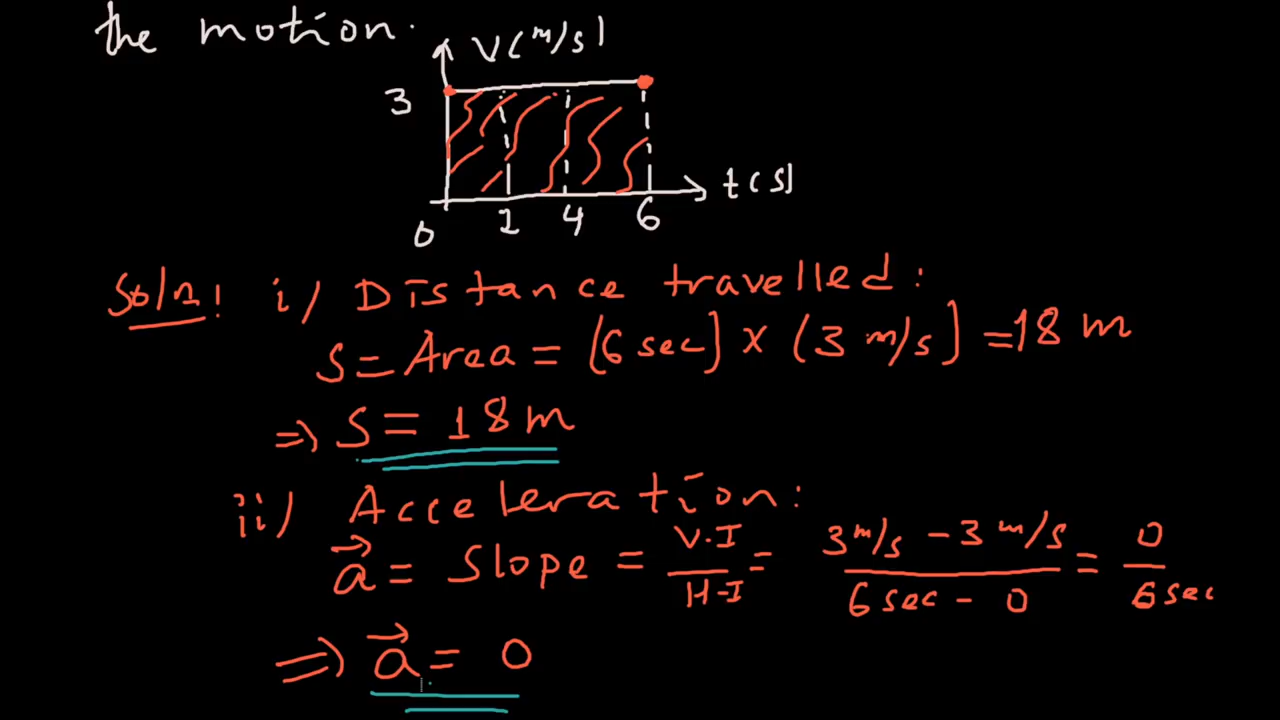 the motion.
V(m/s)
3
t(s)
0 2 4 6
Soln: i) Distance travelled:
S = Area = (6 sec) × (3 m/s) = 18 m
⇒ S = 18 m
ii) Acceleration:
a⃗ = Slope = V.I/H-I = (3 m/s - 3 m/s)/(6 sec - 0) = 0/6 sec
⇒ a⃗ = 0